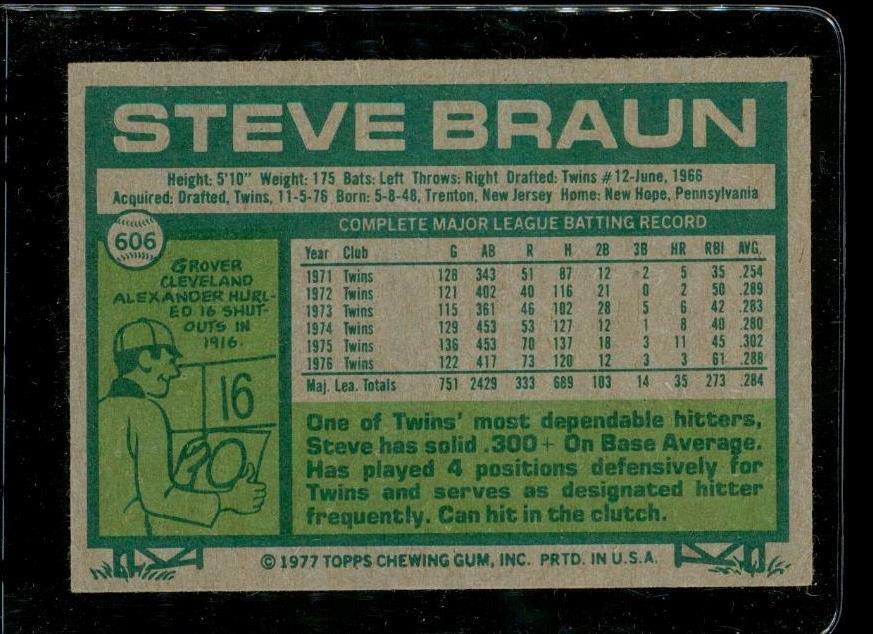 STEVE BRAUN
Height: 5'10" Weight: 175 Bats: Left Throws: Right Drafted: Twins #12-June, 1966
Acquired: Drafted, Twins, 11-5-76 Born: 5-8-48, Trenton, New Jersey Home: New Hope, Pennsylvania
606
GROVER
CLEVELAND
ALEXANDER HURL-
ED 16 SHUT-
OUTS IN
1916.
16
COMPLETE MAJOR LEAGUE BATTING RECORD
Year Club G AB R H 2B 3B HR RBI AVG.
1971 Twins 128 343 51 87 12 2 5 35 .254
1972 Twins 121 402 40 116 21 0 2 50 .289
1973 Twins 115 361 46 102 28 5 6 42 .283
1974 Twins 129 453 53 127 12 1 8 40 .280
1975 Twins 136 453 70 137 18 3 11 45 .302
1976 Twins 122 417 73 120 12 3 3 61 .288
Maj. Lea. Totals 751 2429 333 689 103 14 35 273 .284
One of Twins' most dependable hitters,
Steve has solid .300+ On Base Average.
Has played 4 positions defensively for
Twins and serves as designated hitter
frequently. Can hit in the clutch.
© 1977 TOPPS CHEWING GUM, INC. PRTD. IN U.S.A.